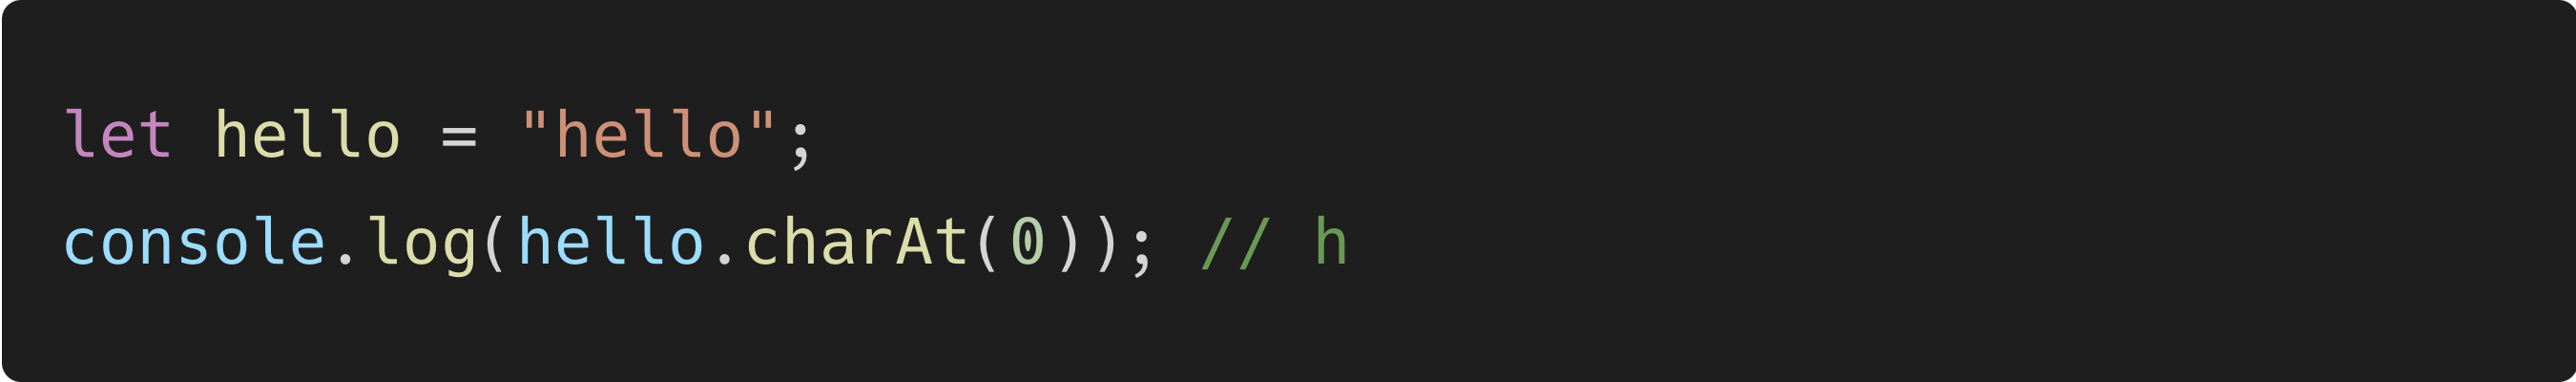 let hello = "hello";
console.log(hello.charAt(0)); // h